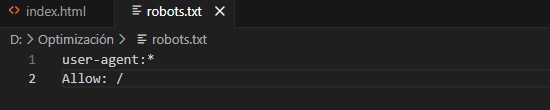 index.html robots.txt
D: > Optimización > robots.txt
1 user-agent:*
2 Allow: /